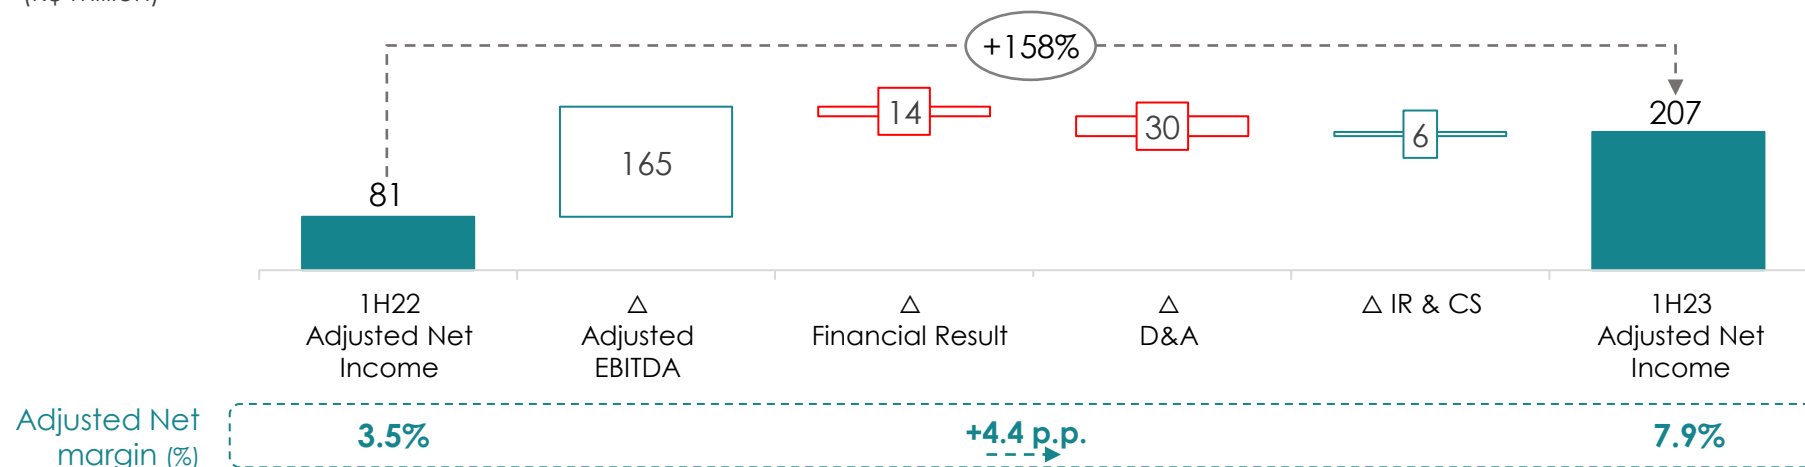 (R$ million)
+158%
81
165
14
30
6
207
1H22
Adjusted Net
Income
△
Adjusted
EBITDA
△
Financial Result
△
D&A
△ IR & CS
1H23
Adjusted Net
Income
Adjusted Net
margin (%)
3.5%
+4.4 p.p.
7.9%